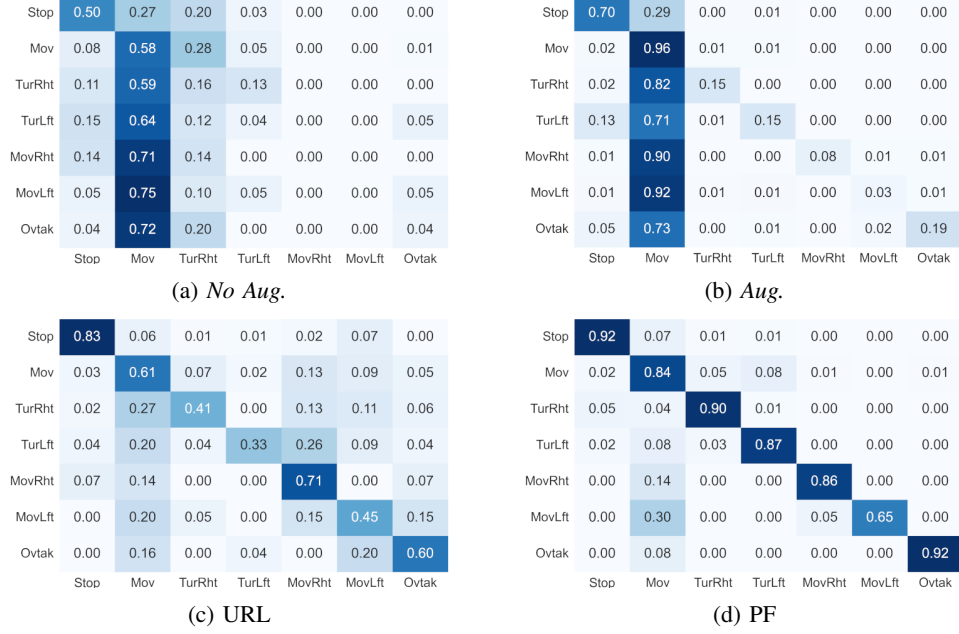 Stop 0.50 0.27 0.20 0.03 0.00 0.00 0.00
Mov 0.08 0.58 0.28 0.05 0.00 0.00 0.01
TurRht 0.11 0.59 0.16 0.13 0.00 0.00 0.00
TurLft 0.15 0.64 0.12 0.04 0.00 0.00 0.05
MovRht 0.14 0.71 0.14 0.00 0.00 0.00 0.00
MovLft 0.05 0.75 0.10 0.05 0.00 0.00 0.05
Ovtak 0.04 0.72 0.20 0.00 0.00 0.00 0.04
Stop Mov TurRht TurLft MovRht MovLft Ovtak
(a) No Aug.
Stop 0.70 0.29 0.00 0.01 0.00 0.00 0.00
Mov 0.02 0.96 0.01 0.01 0.00 0.00 0.00
TurRht 0.02 0.82 0.15 0.00 0.00 0.00 0.00
TurLft 0.13 0.71 0.01 0.15 0.00 0.00 0.00
MovRht 0.01 0.90 0.00 0.00 0.08 0.01 0.01
MovLft 0.01 0.92 0.01 0.01 0.00 0.03 0.01
Ovtak 0.05 0.73 0.00 0.01 0.00 0.02 0.19
Stop Mov TurRht TurLft MovRht MovLft Ovtak
(b) Aug.
Stop 0.83 0.06 0.01 0.01 0.02 0.07 0.00
Mov 0.03 0.61 0.07 0.02 0.13 0.09 0.05
TurRht 0.02 0.27 0.41 0.00 0.13 0.11 0.06
TurLft 0.04 0.20 0.04 0.33 0.26 0.09 0.04
MovRht 0.07 0.14 0.00 0.00 0.71 0.00 0.07
MovLft 0.00 0.20 0.05 0.00 0.15 0.45 0.15
Ovtak 0.00 0.16 0.00 0.04 0.00 0.20 0.60
Stop Mov TurRht TurLft MovRht MovLft Ovtak
(c) URL
Stop 0.92 0.07 0.01 0.01 0.00 0.00 0.00
Mov 0.02 0.84 0.05 0.08 0.01 0.00 0.01
TurRht 0.05 0.04 0.90 0.01 0.00 0.00 0.00
TurLft 0.02 0.08 0.03 0.87 0.00 0.00 0.00
MovRht 0.00 0.14 0.00 0.00 0.86 0.00 0.00
MovLft 0.00 0.30 0.00 0.00 0.05 0.65 0.00
Ovtak 0.00 0.08 0.00 0.00 0.00 0.00 0.92
Stop Mov TurRht TurLft MovRht MovLft Ovtak
(d) PF